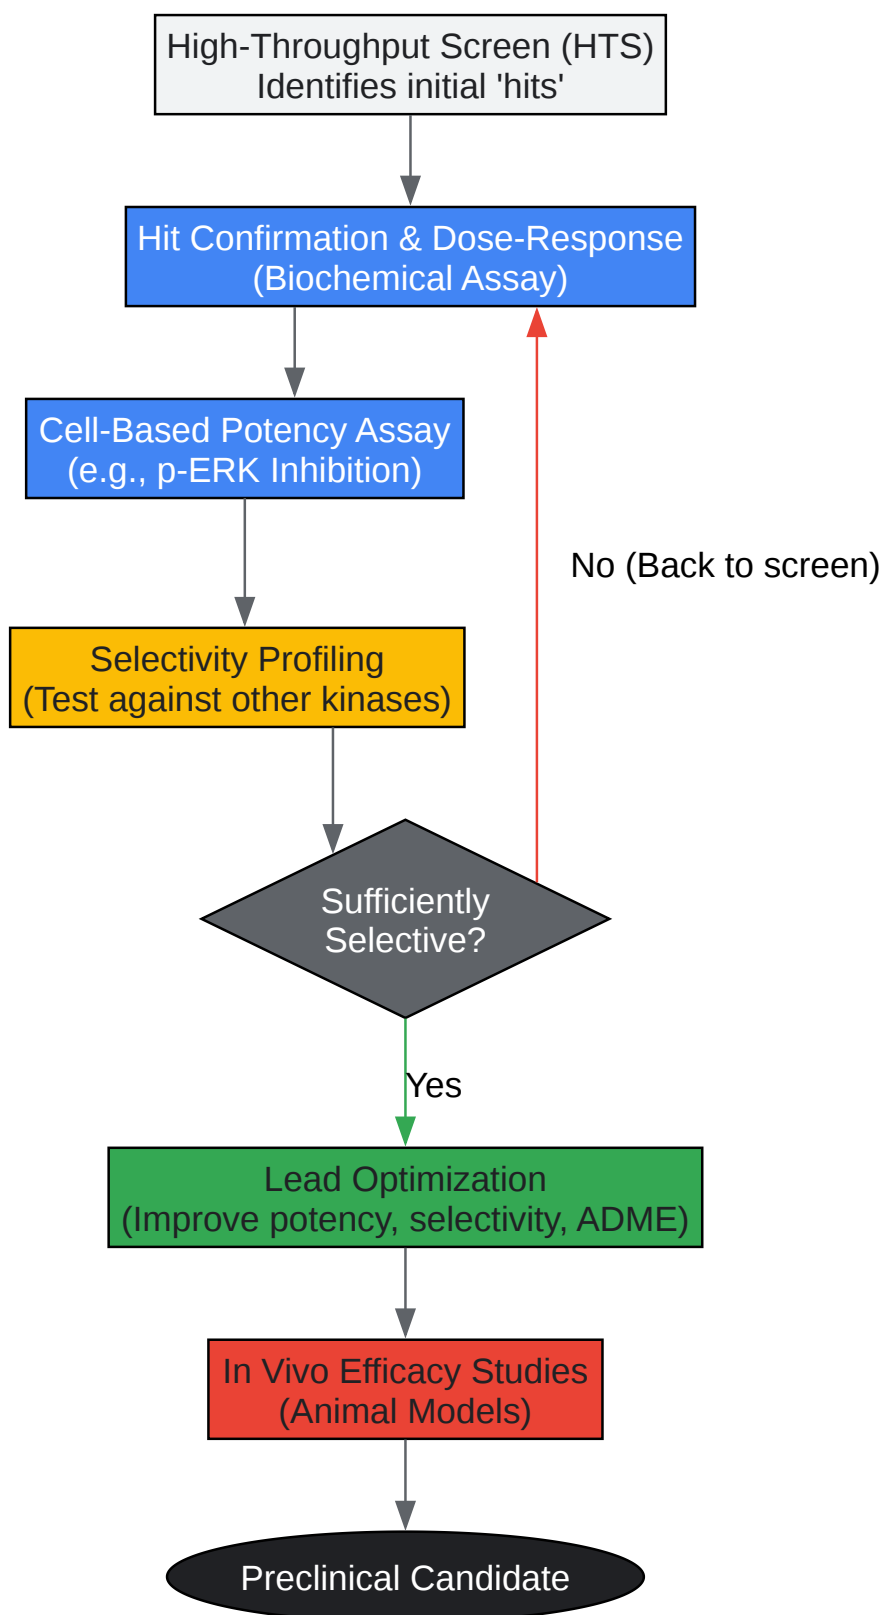 High-Throughput Screen (HTS)
Identifies initial 'hits'
Hit Confirmation & Dose-Response
(Biochemical Assay)
Cell-Based Potency Assay
(e.g., p-ERK Inhibition)
No (Back to screen)
Selectivity Profiling
(Test against other kinases)
Sufficiently
Selective?
Yes
Lead Optimization
(Improve potency, selectivity, ADME)
In Vivo Efficacy Studies
(Animal Models)
Preclinical Candidate